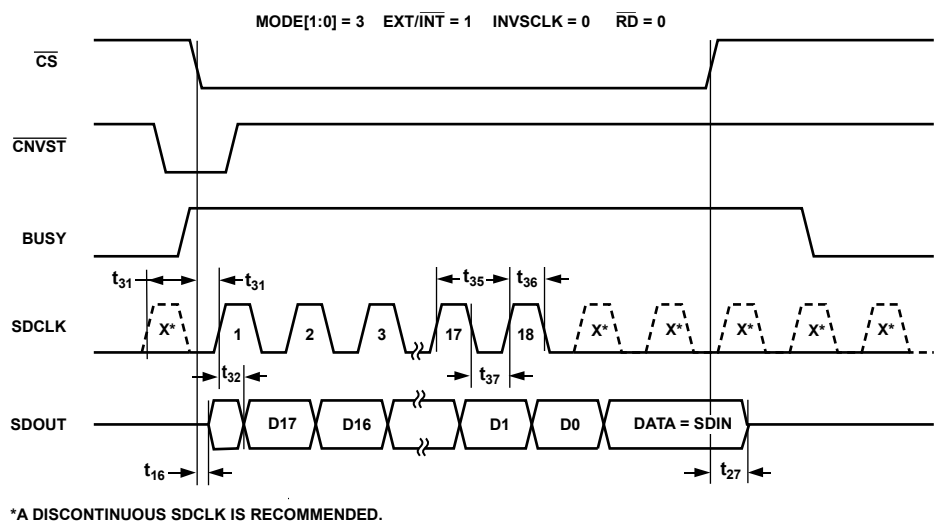 MODE[1:0] = 3 EXT/INT = 1 INVSCLK = 0 RD = 0
CS
CNVST
BUSY
t31 t31 t35 t36
SDCLK X* 1 2 3 17 18 X* X* X* X* X*
t32 t37
SDOUT D17 D16 D1 D0 DATA = SDIN
t16 t27
*A DISCONTINUOUS SDCLK IS RECOMMENDED.